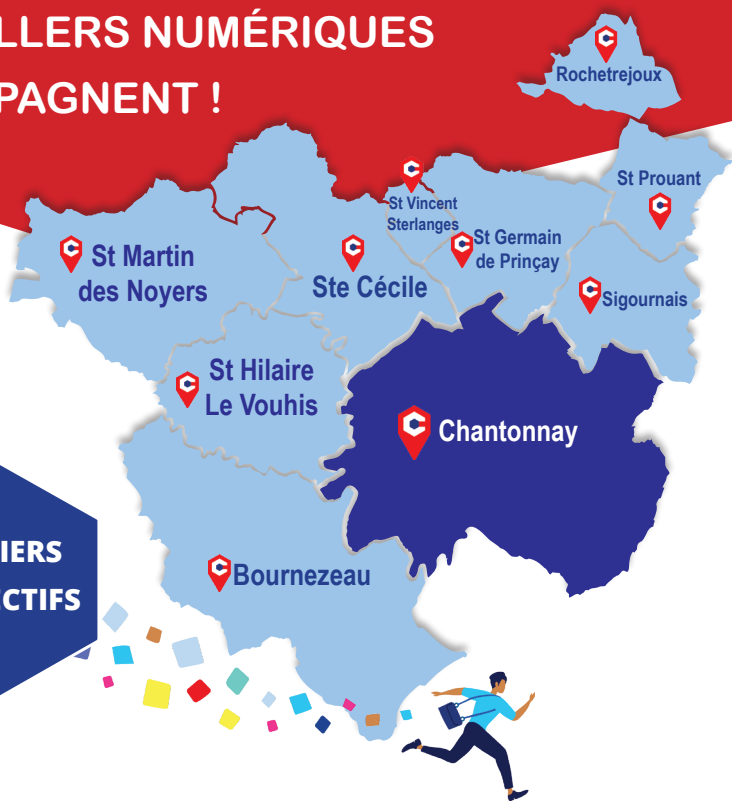 LLERS NUMÉRIQUES
PAGNENT !
Rochetrejoux
St Prouant
St Vincent
Sterlanges
St Germain
de Prinçay
St Martin
des Noyers
Ste Cécile
Sigournais
St Hilaire
Le Vouhis
Chantonnay
IERS
ECTIFS
Bournezeau